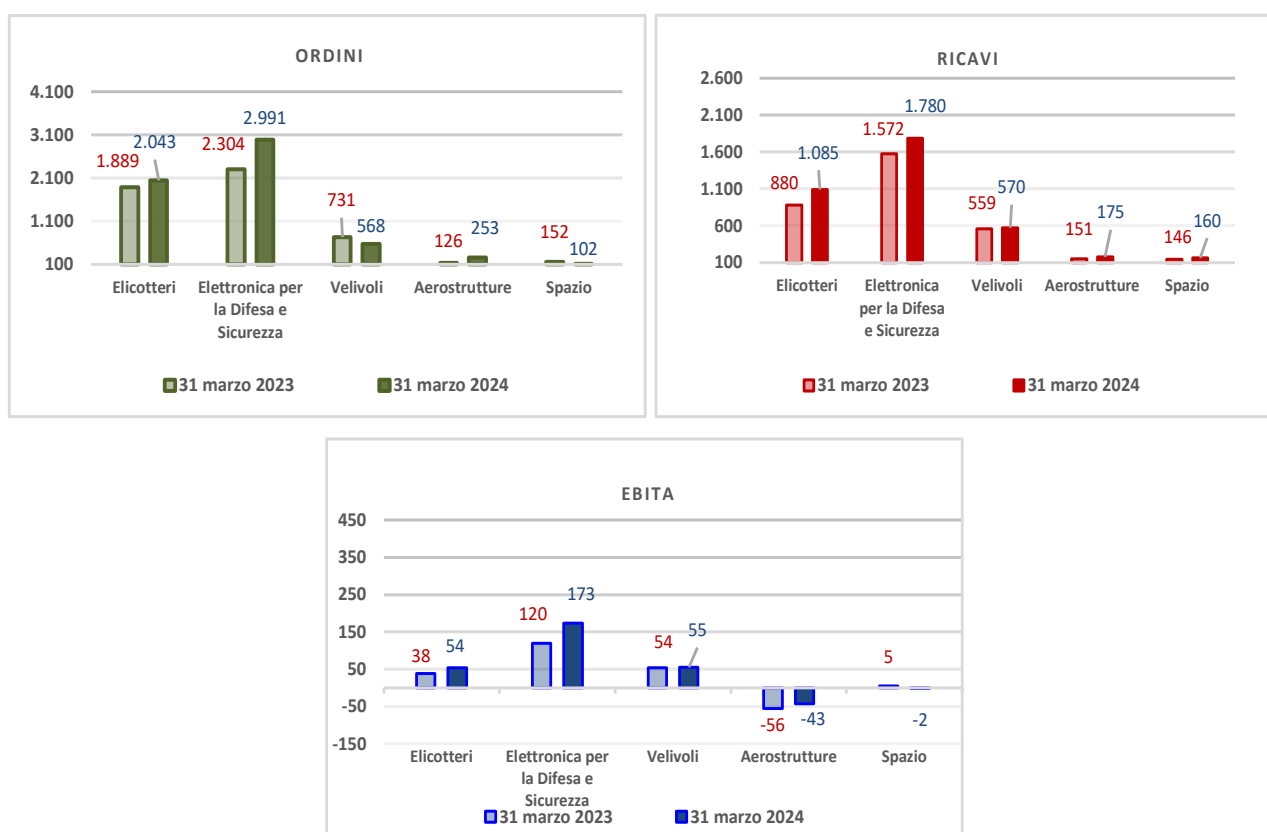 ORDINI
4.100
3.100
2.100
1.100
100
1.889
2.043
2.304
2.991
731
568
126
253
152
102
Elicotteri
Elettronica per
la Difesa e
Sicurezza
Velivoli
Aerostrutture
Spazio
31 marzo 2023
31 marzo 2024
RICAVI
2.600
2.100
1.600
1.100
600
100
880
1.085
1.572
1.780
559
570
151
175
146
160
Elicotteri
Elettronica
per la Difesa
e Sicurezza
Velivoli
Aerostrutture
Spazio
31 marzo 2023
31 marzo 2024
EBITA
450
350
250
150
50
-50
-150
38
54
120
173
54
55
-56
-43
5
-2
Elicotteri
Elettronica per
la Difesa e
Sicurezza
Velivoli
Aerostrutture
Spazio
31 marzo 2023
31 marzo 2024